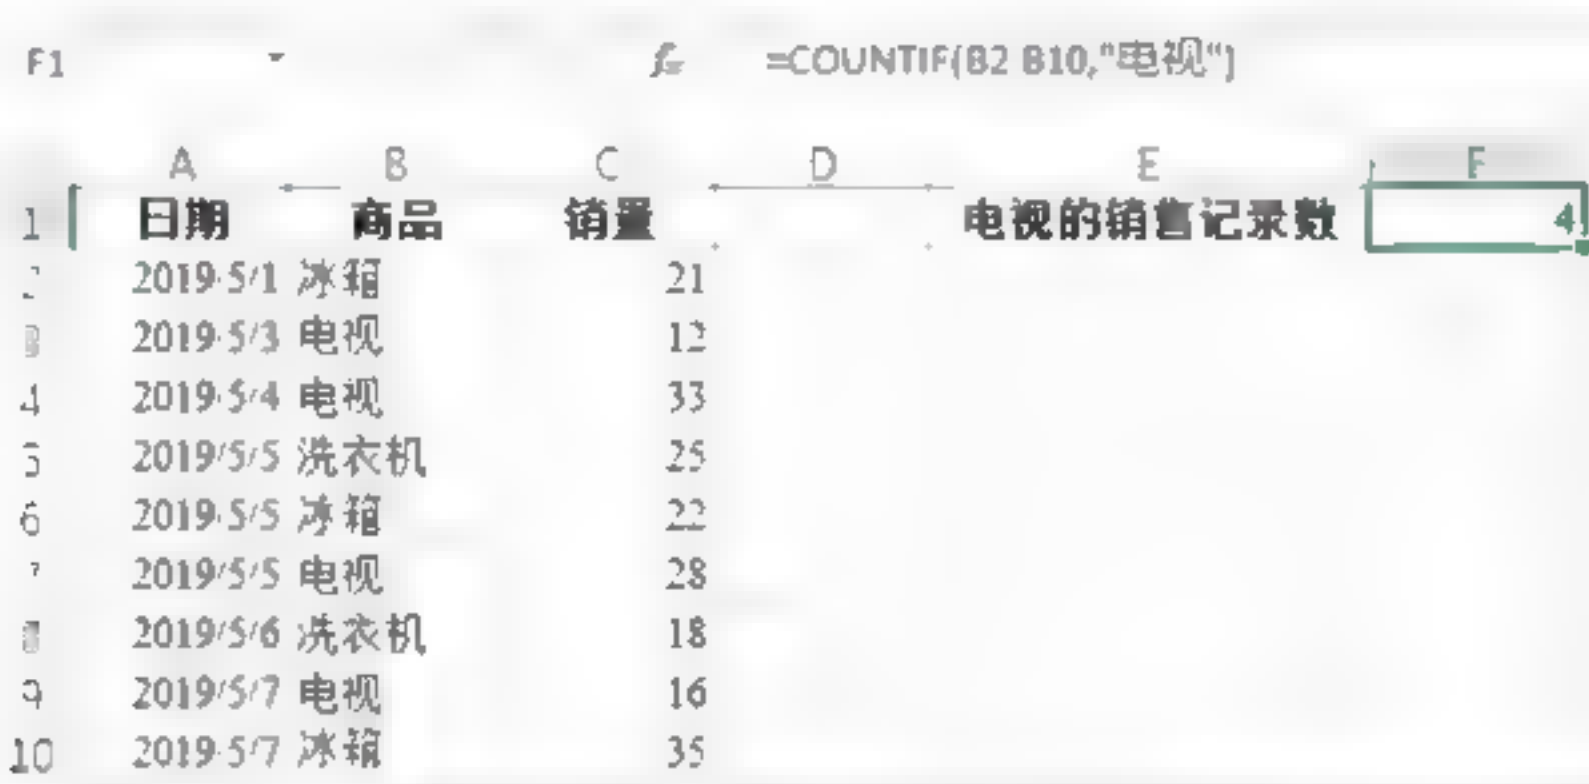 F1 fx =COUNTIF(B2:B10,"电视")
A B C D E F
1 日期 商品 销量 电视的销售记录数 4
2 2019/5/1 冰箱 21
3 2019/5/3 电视 12
4 2019/5/4 电视 33
5 2019/5/5 洗衣机 25
6 2019/5/5 冰箱 22
7 2019/5/5 电视 28
8 2019/5/6 洗衣机 18
9 2019/5/7 电视 16
10 2019/5/7 冰箱 35